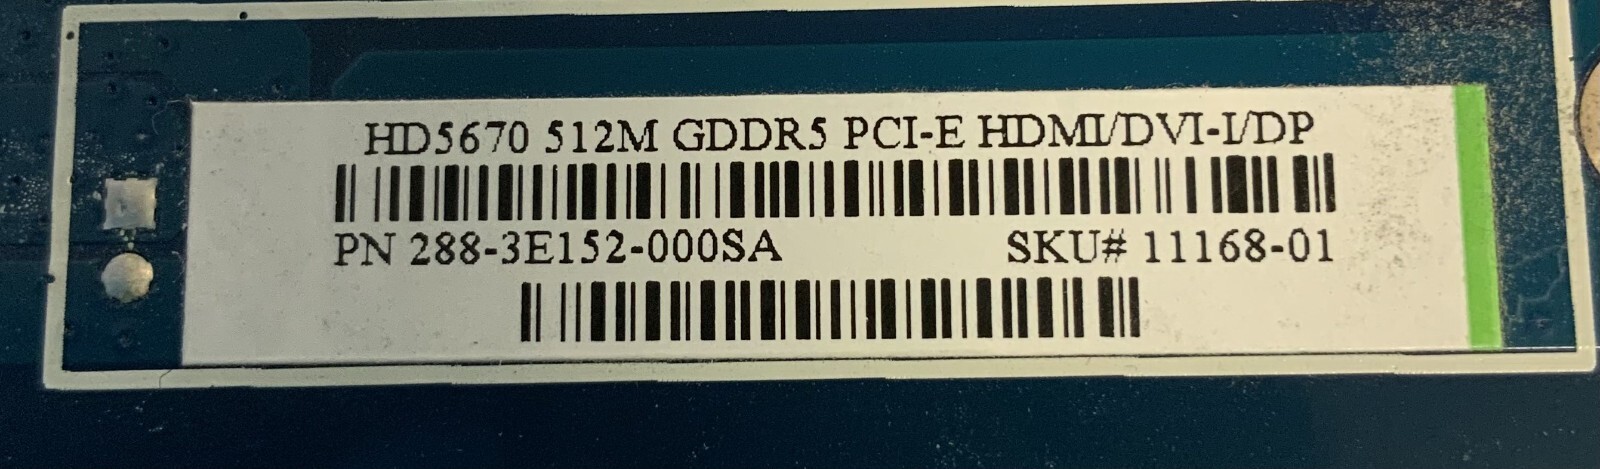 HD5670 512M GDDR5 PCI-E HDMI/DVI-I/DP
PN 288-3E152-000SA SKU# 11168-01